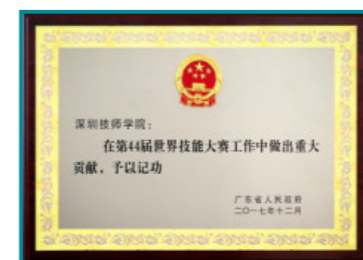 深圳技师学院：
在第44届世界技能大赛工作中做出重大
贡献，予以记功
广东省人民政府
二〇一七年十二月